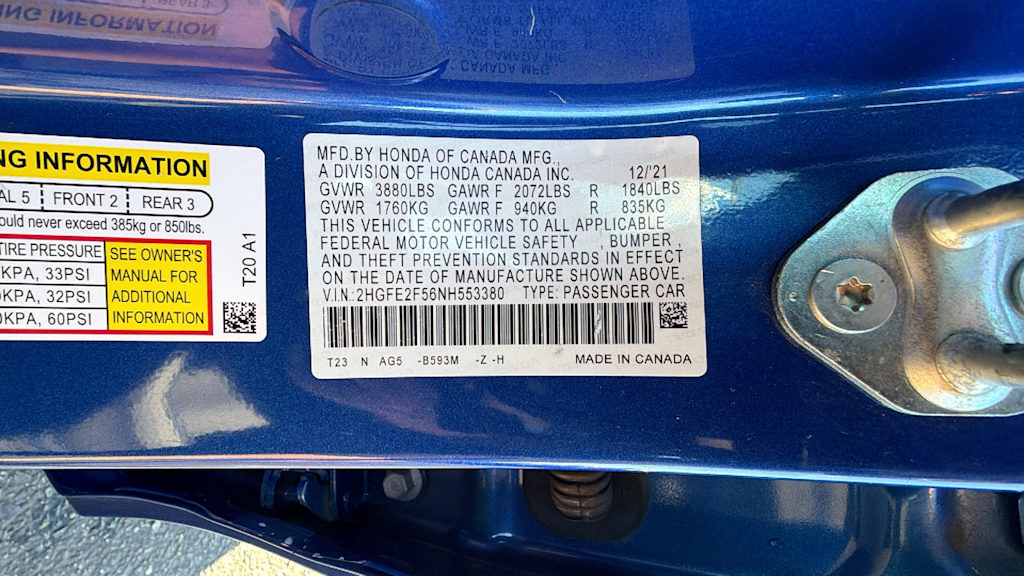 NG INFORMATION
AL 5 FRONT 2 REAR 3
ould never exceed 385kg or 850lbs.
TIRE PRESSURE
KPA, 33PSI
0KPA, 32PSI
0KPA, 60PSI
SEE OWNER'S
MANUAL FOR
ADDITIONAL
INFORMATION
T20 A1
MFD.BY HONDA OF CANADA MFG.,
A DIVISION OF HONDA CANADA INC. 12/'21
GVWR 3880LBS GAWR F 2072LBS R 1840LBS
GVWR 1760KG GAWR F 940KG R 835KG
THIS VEHICLE CONFORMS TO ALL APPLICABLE
FEDERAL MOTOR VEHICLE SAFETY , BUMPER ,
AND THEFT PREVENTION STANDARDS IN EFFECT
ON THE DATE OF MANUFACTURE SHOWN ABOVE.
V.I.N.:2HGFE2F56NH553380 TYPE: PASSENGER CAR
T23 N AG5 -B593M -Z -H MADE IN CANADA